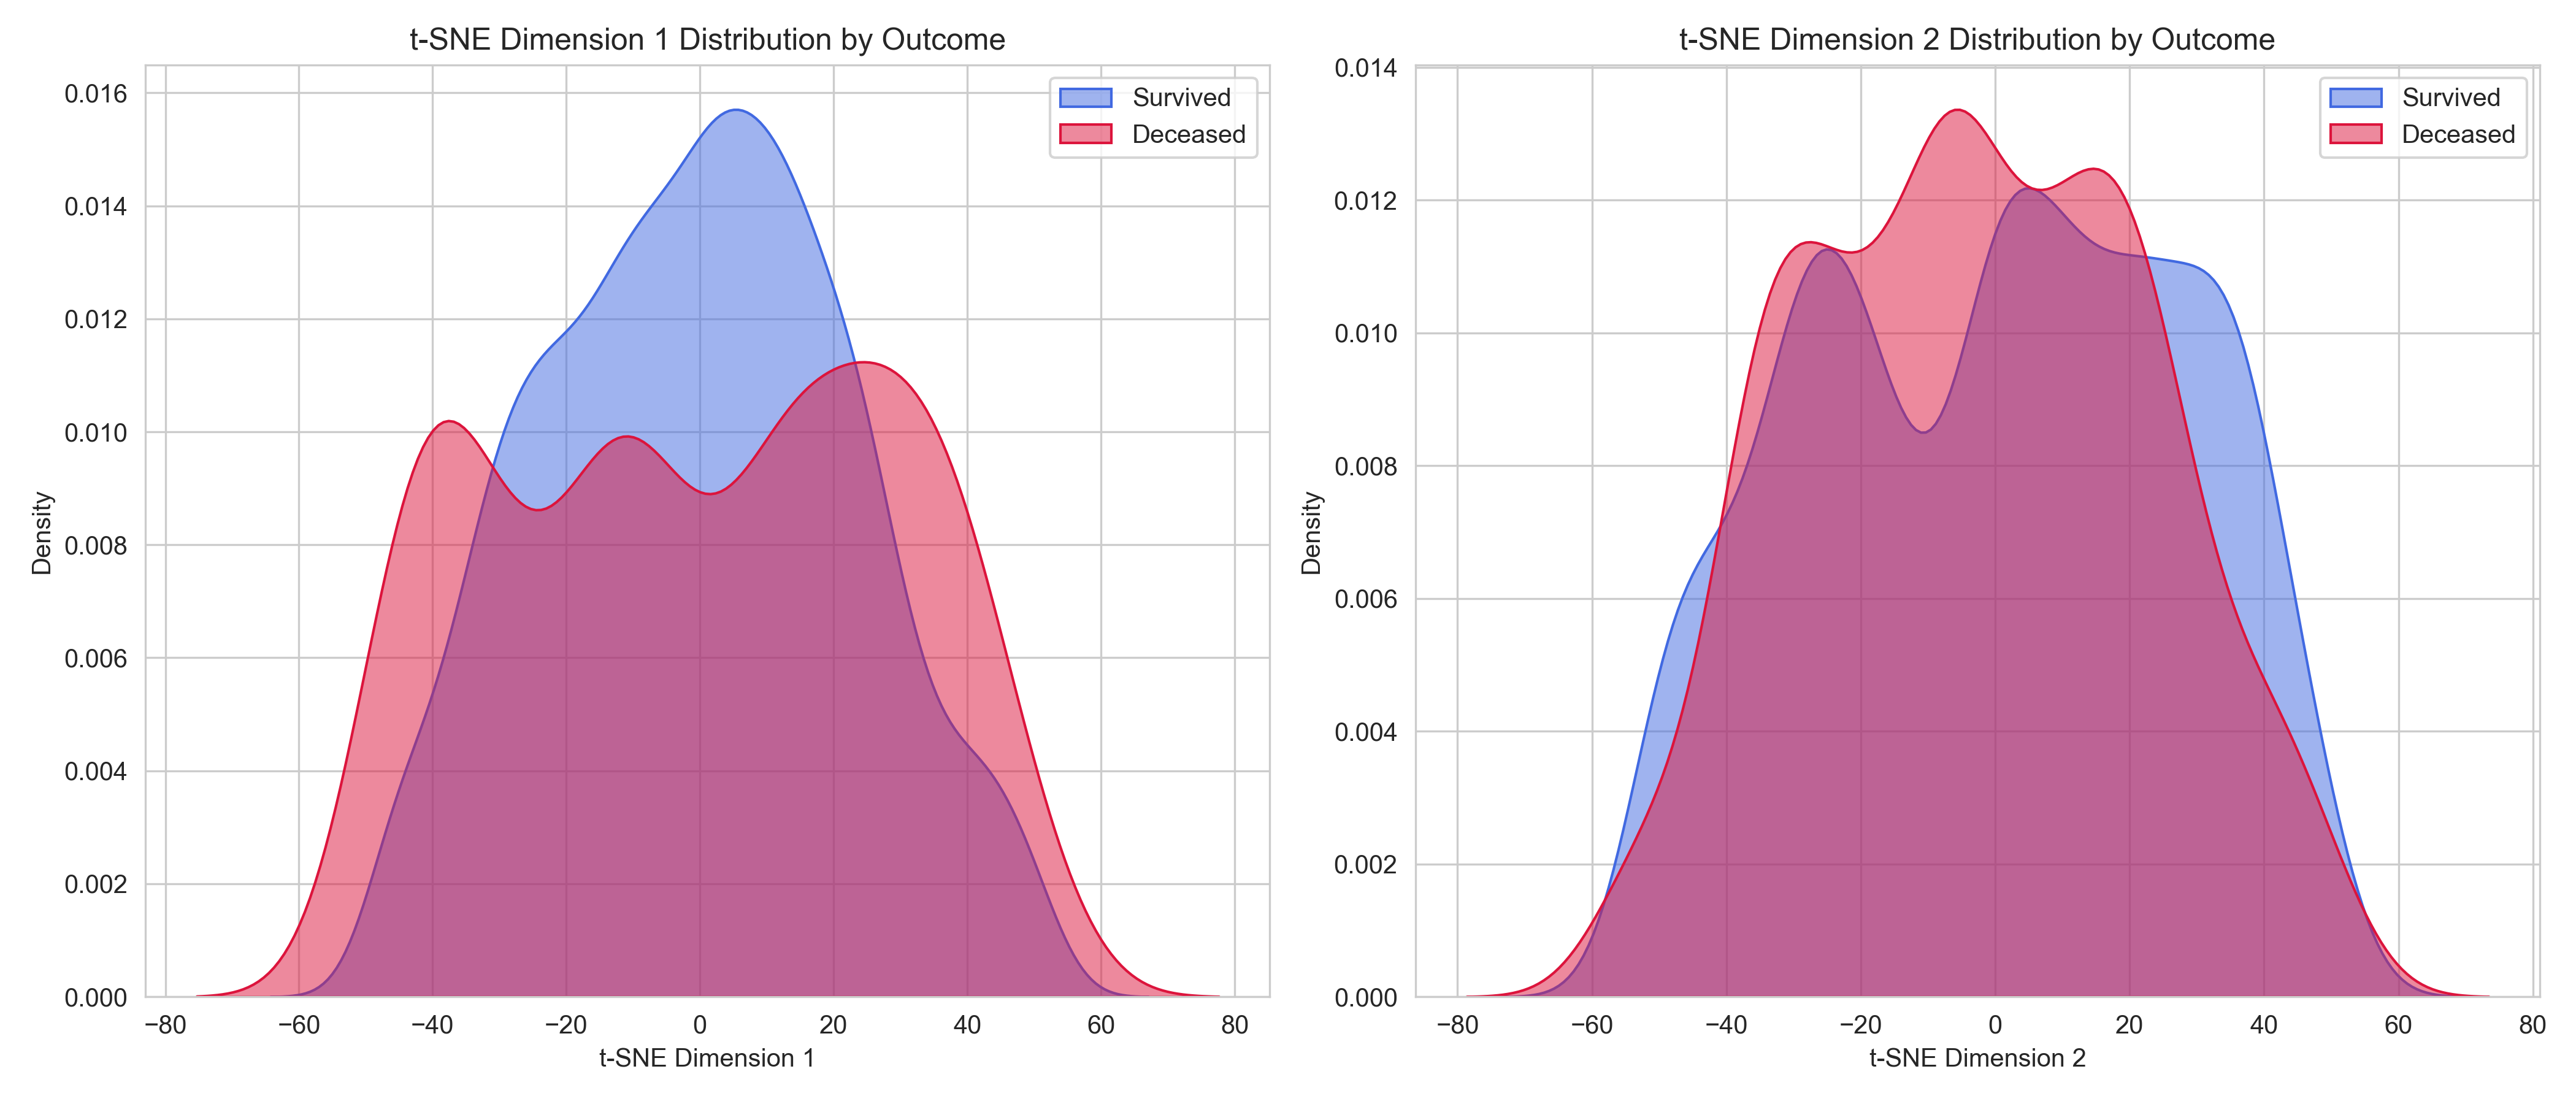 t-SNE Dimension 1 Distribution by Outcome
Survived
Deceased
0.016
0.014
0.012
0.010
0.008
0.006
0.004
0.002
0.000
Density
−80 −60 −40 −20 0 20 40 60 80
t-SNE Dimension 1
t-SNE Dimension 2 Distribution by Outcome
Survived
Deceased
0.014
0.012
0.010
0.008
0.006
0.004
0.002
0.000
Density
−80 −60 −40 −20 0 20 40 60 80
t-SNE Dimension 2